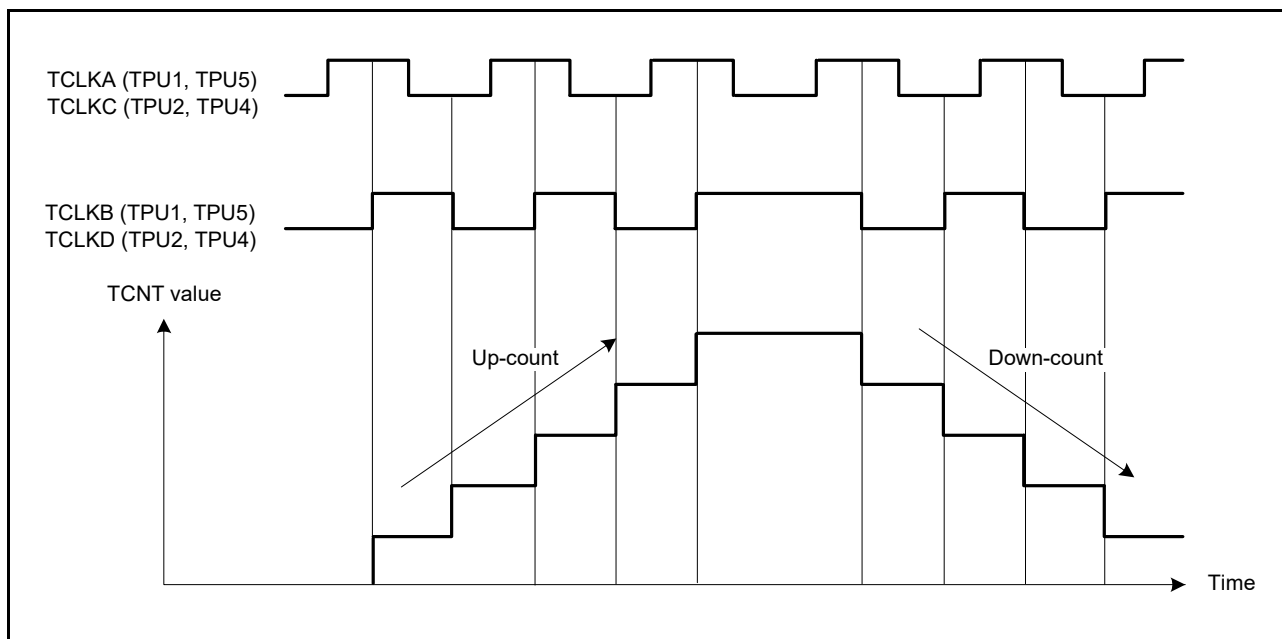 TCLKA (TPU1, TPU5)
TCLKC (TPU2, TPU4)
TCLKB (TPU1, TPU5)
TCLKD (TPU2, TPU4)
TCNT value
Up-count
Down-count
Time